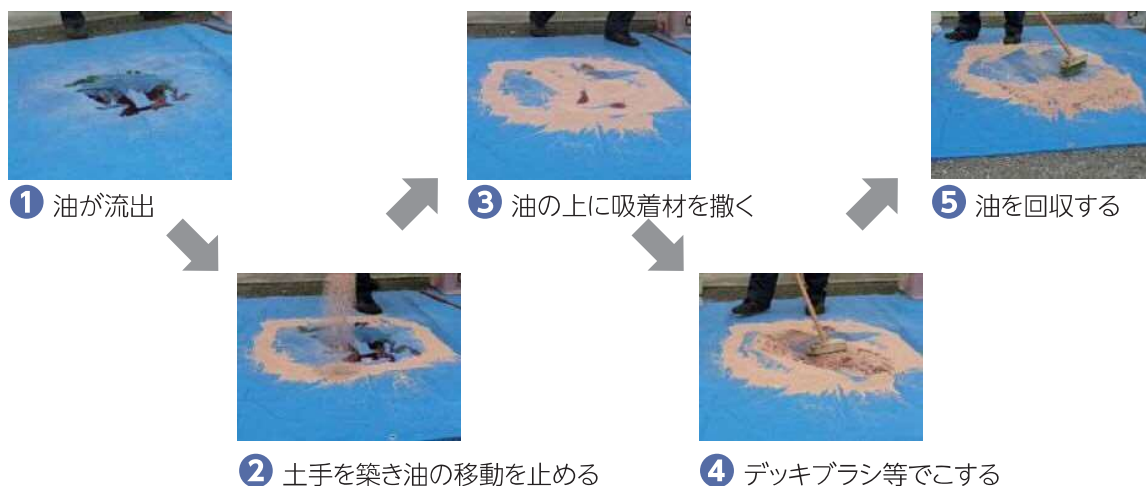 ❶ 油が流出
❷ 土手を築き油の移動を止める
❸ 油の上に吸着材を撒く
❹ デッキブラシ等でこする
❺ 油を回収する